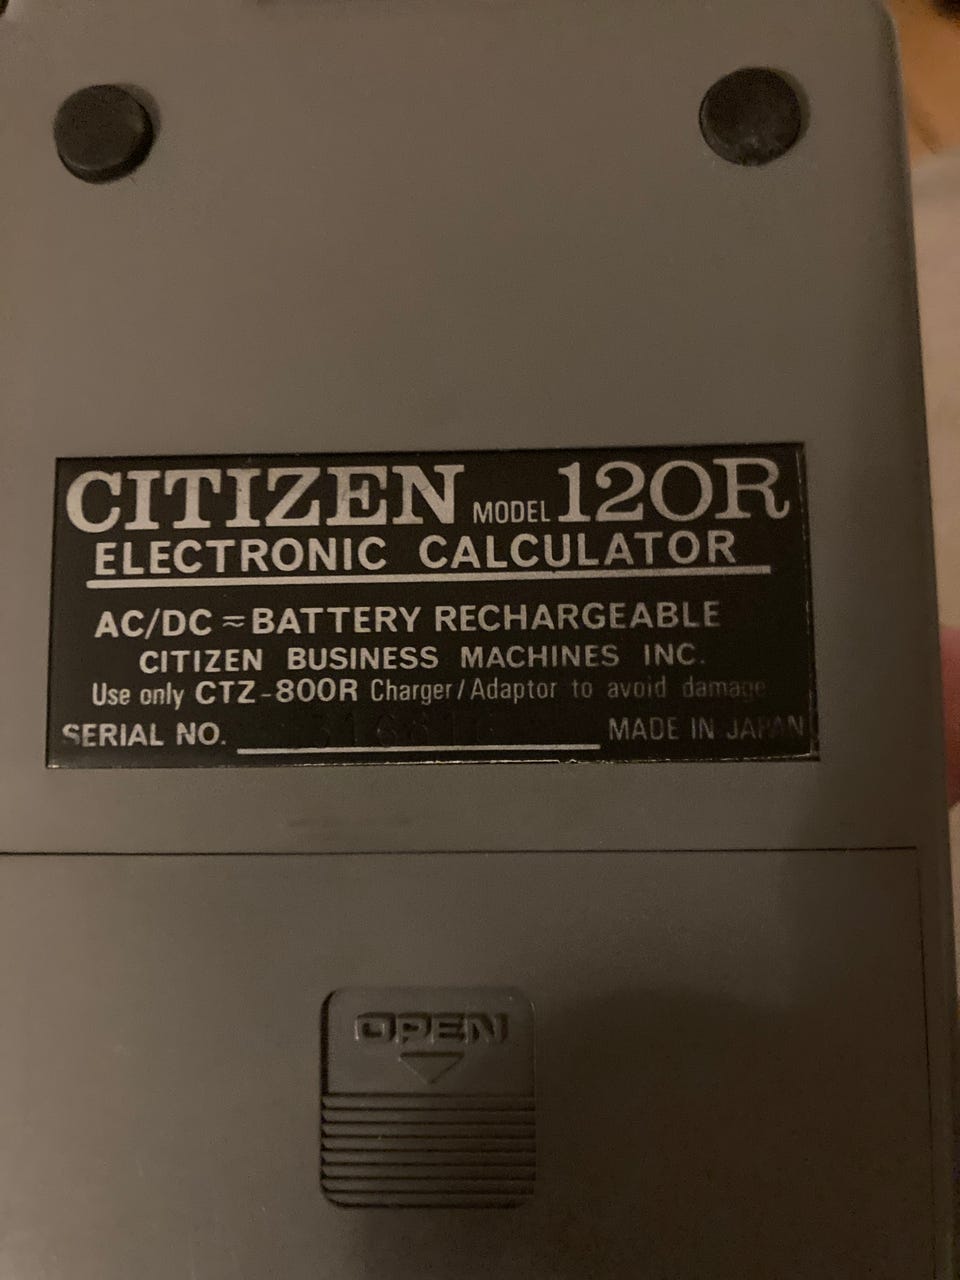 CITIZEN MODEL 120R
ELECTRONIC CALCULATOR
AC/DC ≂ BATTERY RECHARGEABLE
CITIZEN BUSINESS MACHINES INC.
Use only CTZ-800R Charger/Adaptor to avoid damage
SERIAL NO. MADE IN JAPAN
OPEN